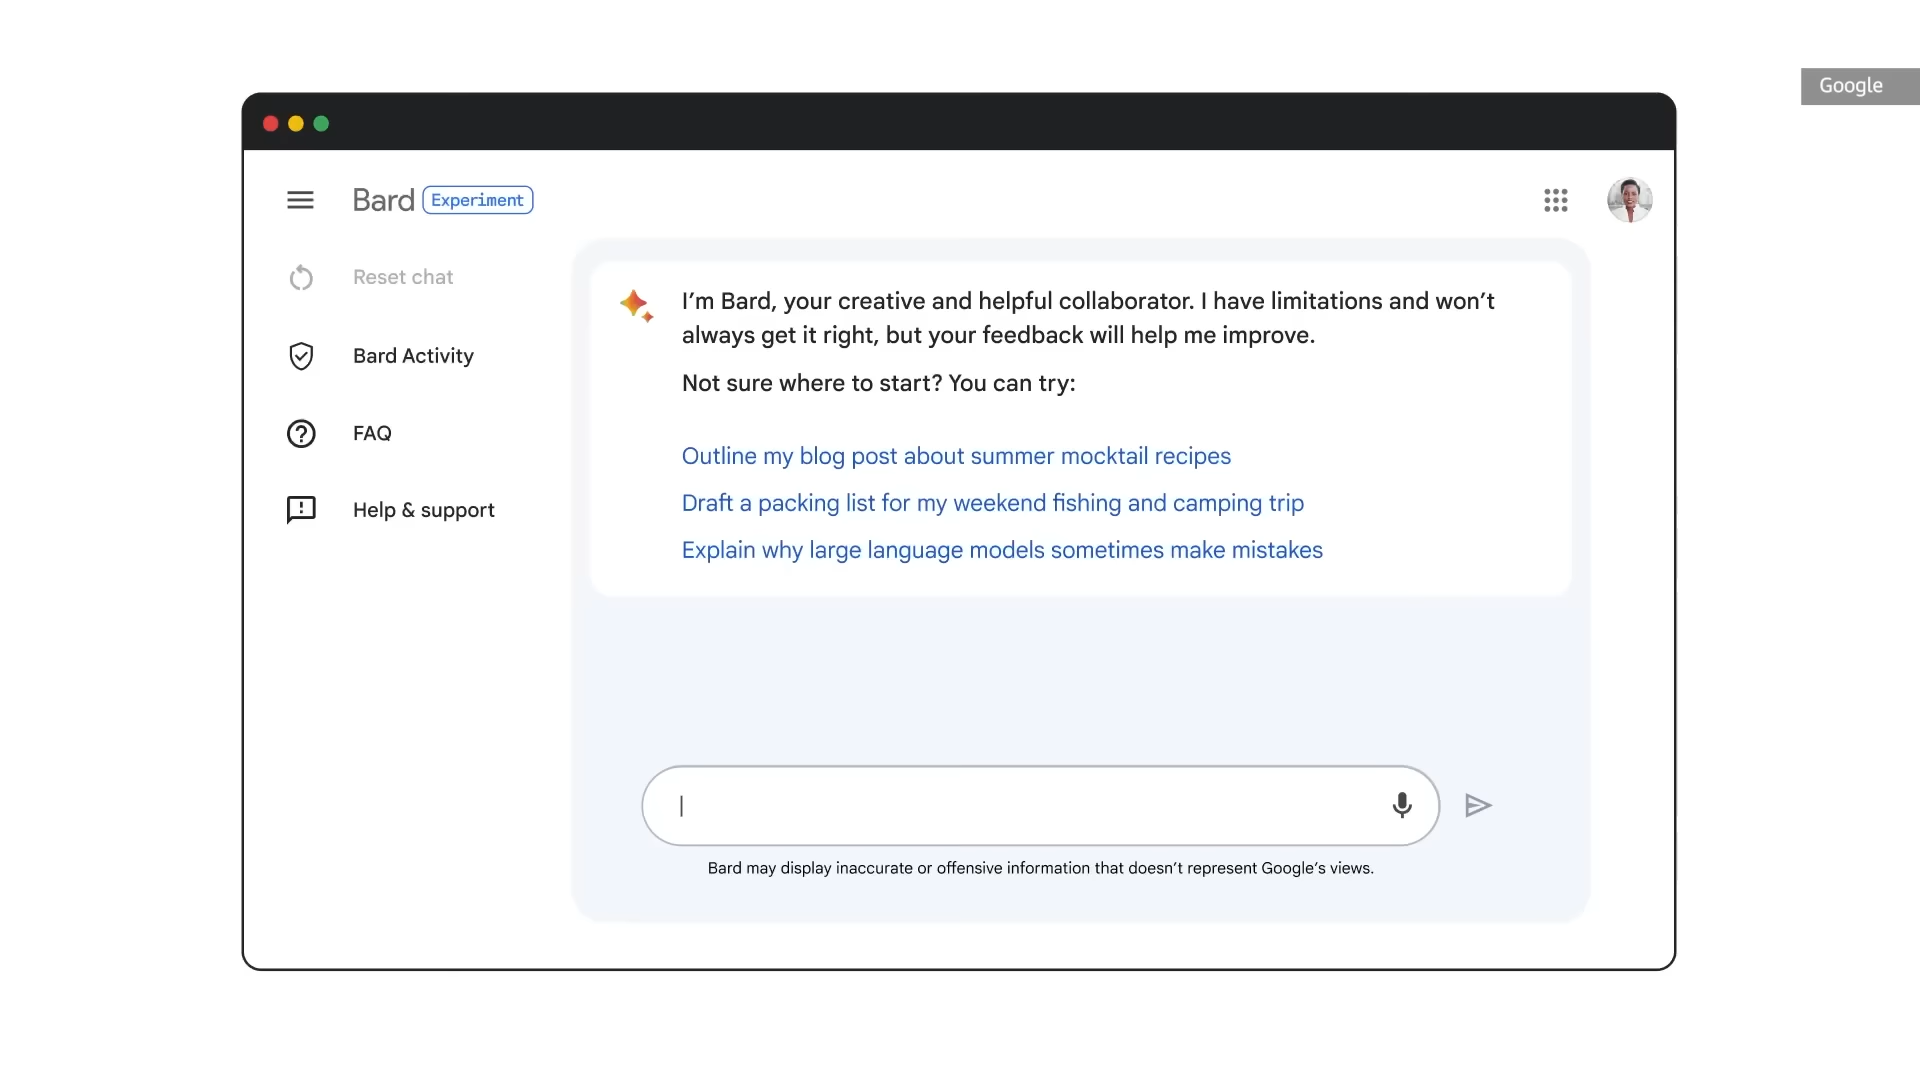 Google
Bard Experiment
Reset chat
Bard Activity
FAQ
Help & support
I’m Bard, your creative and helpful collaborator. I have limitations and won’t
always get it right, but your feedback will help me improve.
Not sure where to start? You can try:
Outline my blog post about summer mocktail recipes
Draft a packing list for my weekend fishing and camping trip
Explain why large language models sometimes make mistakes
Bard may display inaccurate or offensive information that doesn’t represent Google’s views.